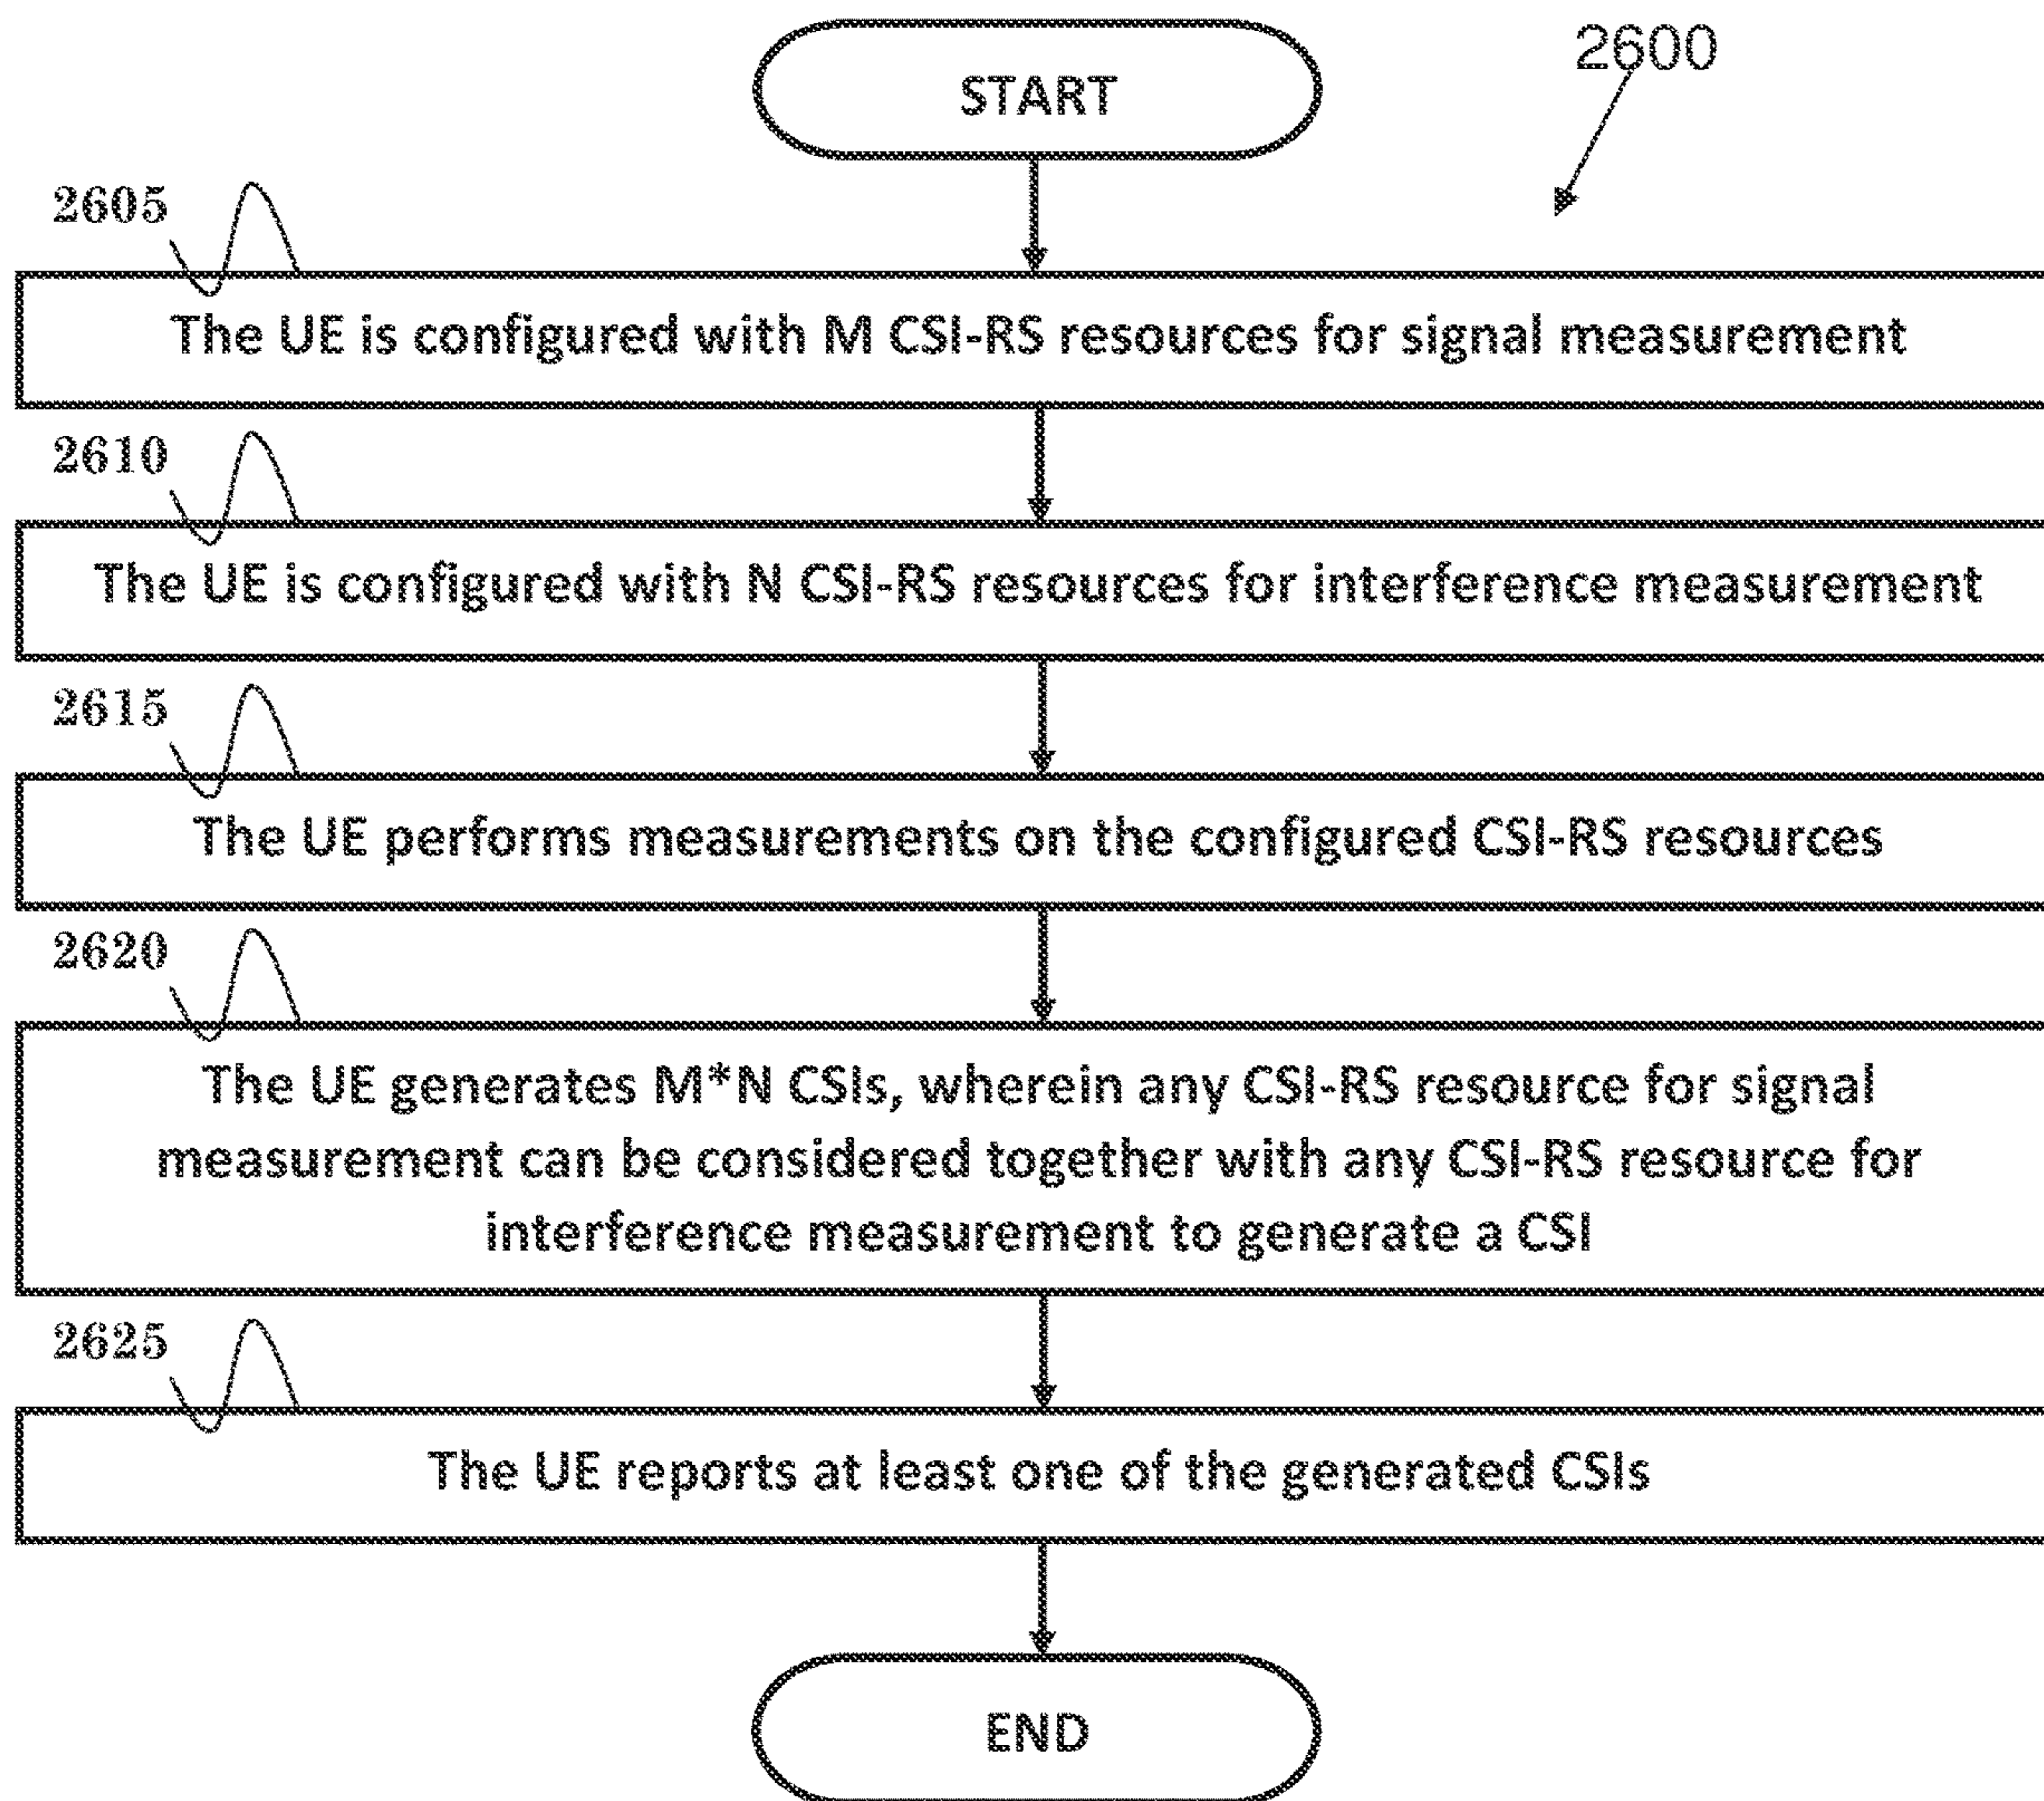 START
2600
2605
The UE is configured with M CSI-RS resources for signal measurement
2610
The UE is configured with N CSI-RS resources for interference measurement
2615
The UE performs measurements on the configured CSI-RS resources
2620
The UE generates M*N CSIs, wherein any CSI-RS resource for signal
measurement can be considered together with any CSI-RS resource for
interference measurement to generate a CSI
2625
The UE reports at least one of the generated CSIs
END